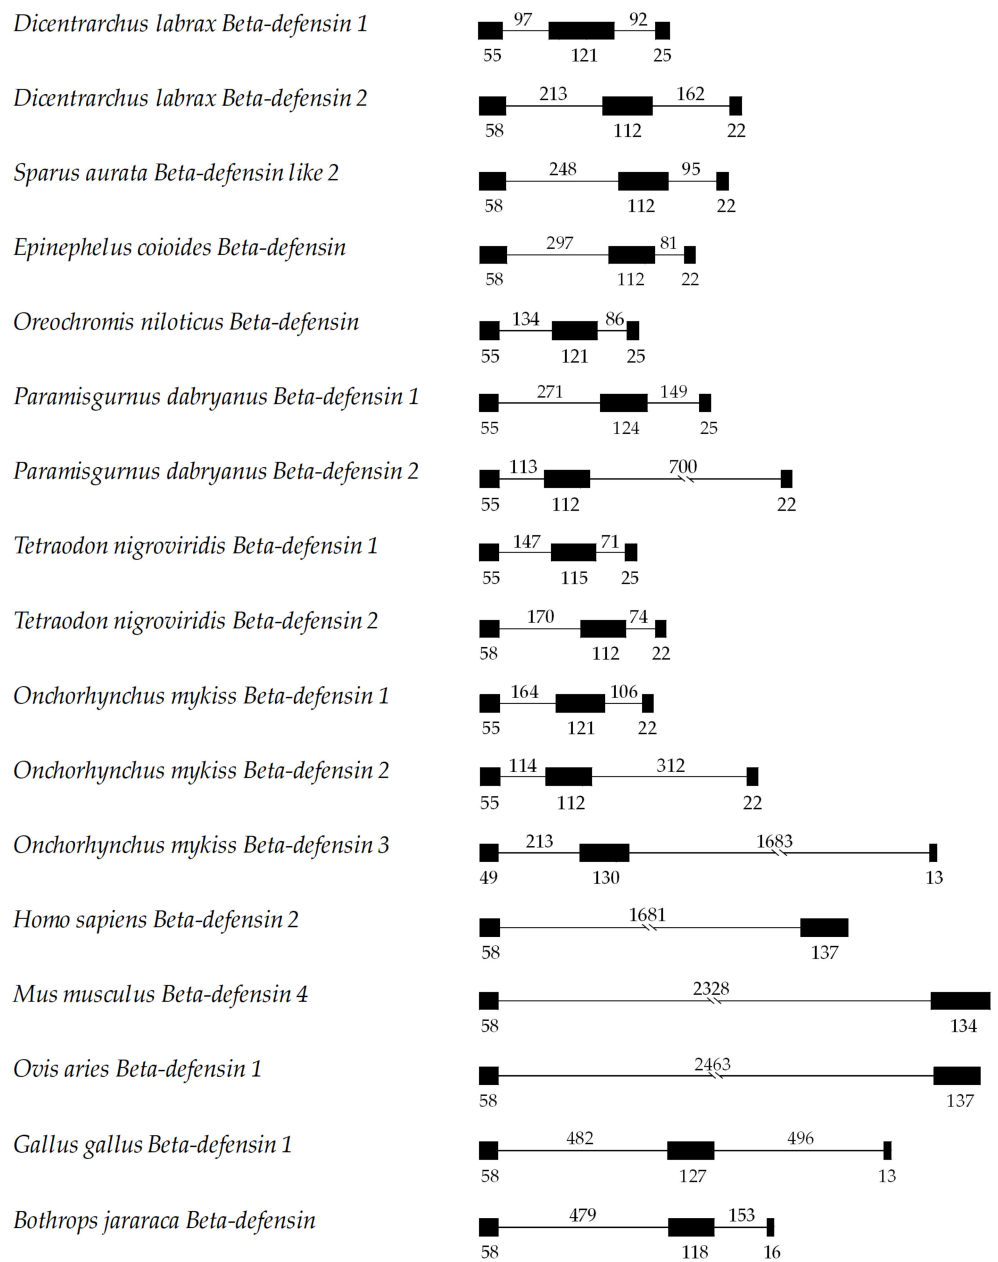 Dicentrarchus labrax Beta-defensin 1
97 92
55 121 25
Dicentrarchus labrax Beta-defensin 2
213 162
58 112 22
Sparus aurata Beta-defensin like 2
248 95
58 112 22
Epinephelus coioides Beta-defensin
297 81
58 112 22
Oreochromis niloticus Beta-defensin
134 86
55 121 25
Paramisgurnus dabryanus Beta-defensin 1
271 149
55 124 25
Paramisgurnus dabryanus Beta-defensin 2
113 700
55 112 22
Tetraodon nigroviridis Beta-defensin 1
147 71
55 115 25
Tetraodon nigroviridis Beta-defensin 2
170 74
58 112 22
Onchorhynchus mykiss Beta-defensin 1
164 106
55 121 22
Onchorhynchus mykiss Beta-defensin 2
114 312
55 112 22
Onchorhynchus mykiss Beta-defensin 3
213 1683
49 130 13
Homo sapiens Beta-defensin 2
1681
58 137
Mus musculus Beta-defensin 4
2328
58 134
Ovis aries Beta-defensin 1
2463
58 137
Gallus gallus Beta-defensin 1
482 496
58 127 13
Bothrops jararaca Beta-defensin
479 153
58 118 16